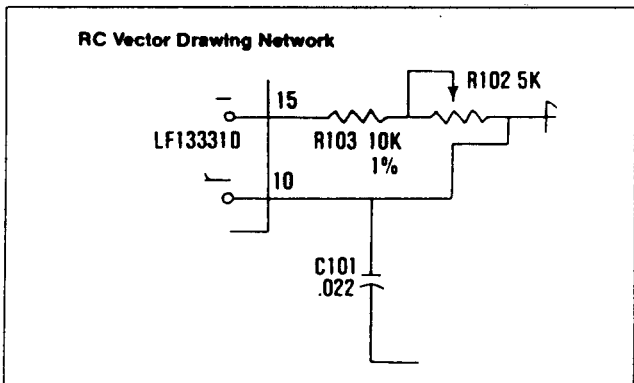 RC Vector Drawing Network
R102 5K
15
LF13331D
R103 10K
1%
10
C101
.022